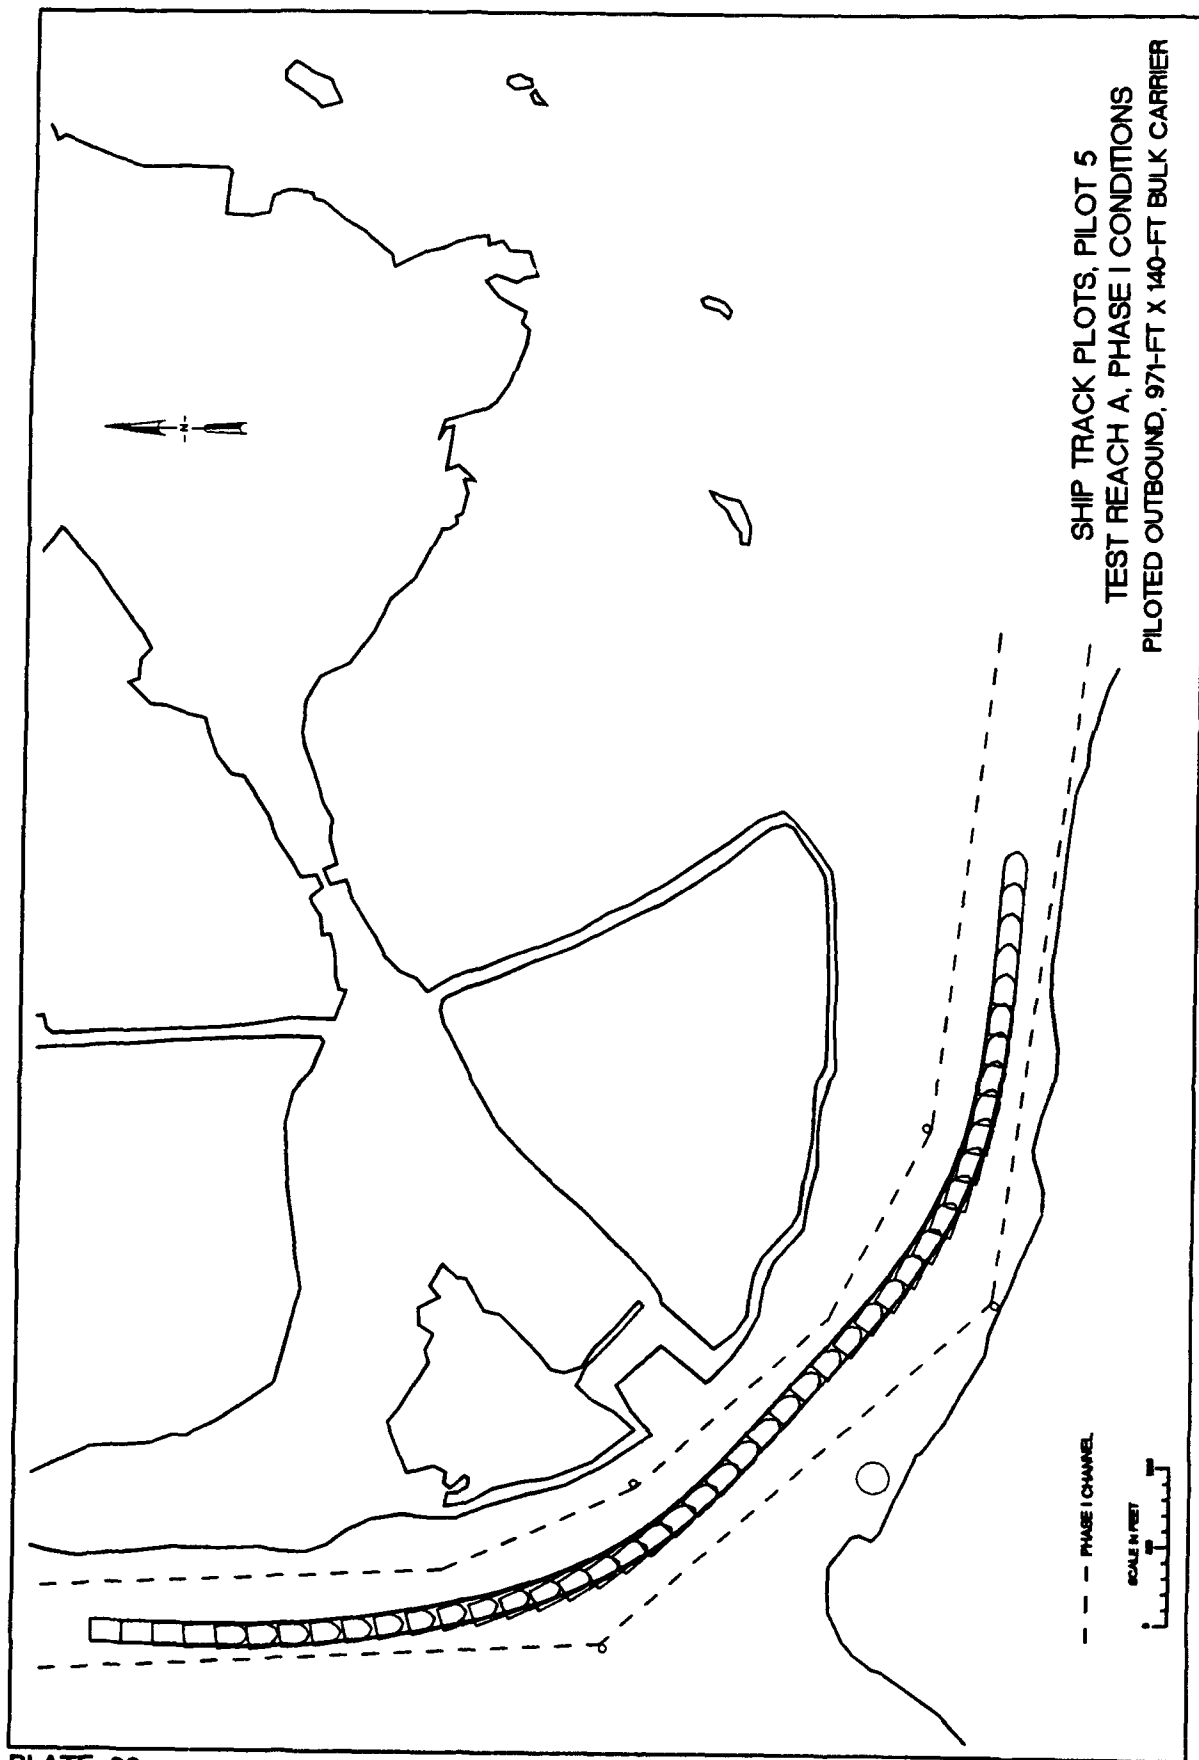 SHIP TRACK PLOTS, PILOT 5
TEST REACH A, PHASE I CONDITIONS
PILOTED OUTBOUND, 971-FT X 140-FT BULK CARRIER
-N-
PHASE I CHANNEL
SCALE IN FEET
0
PLATE